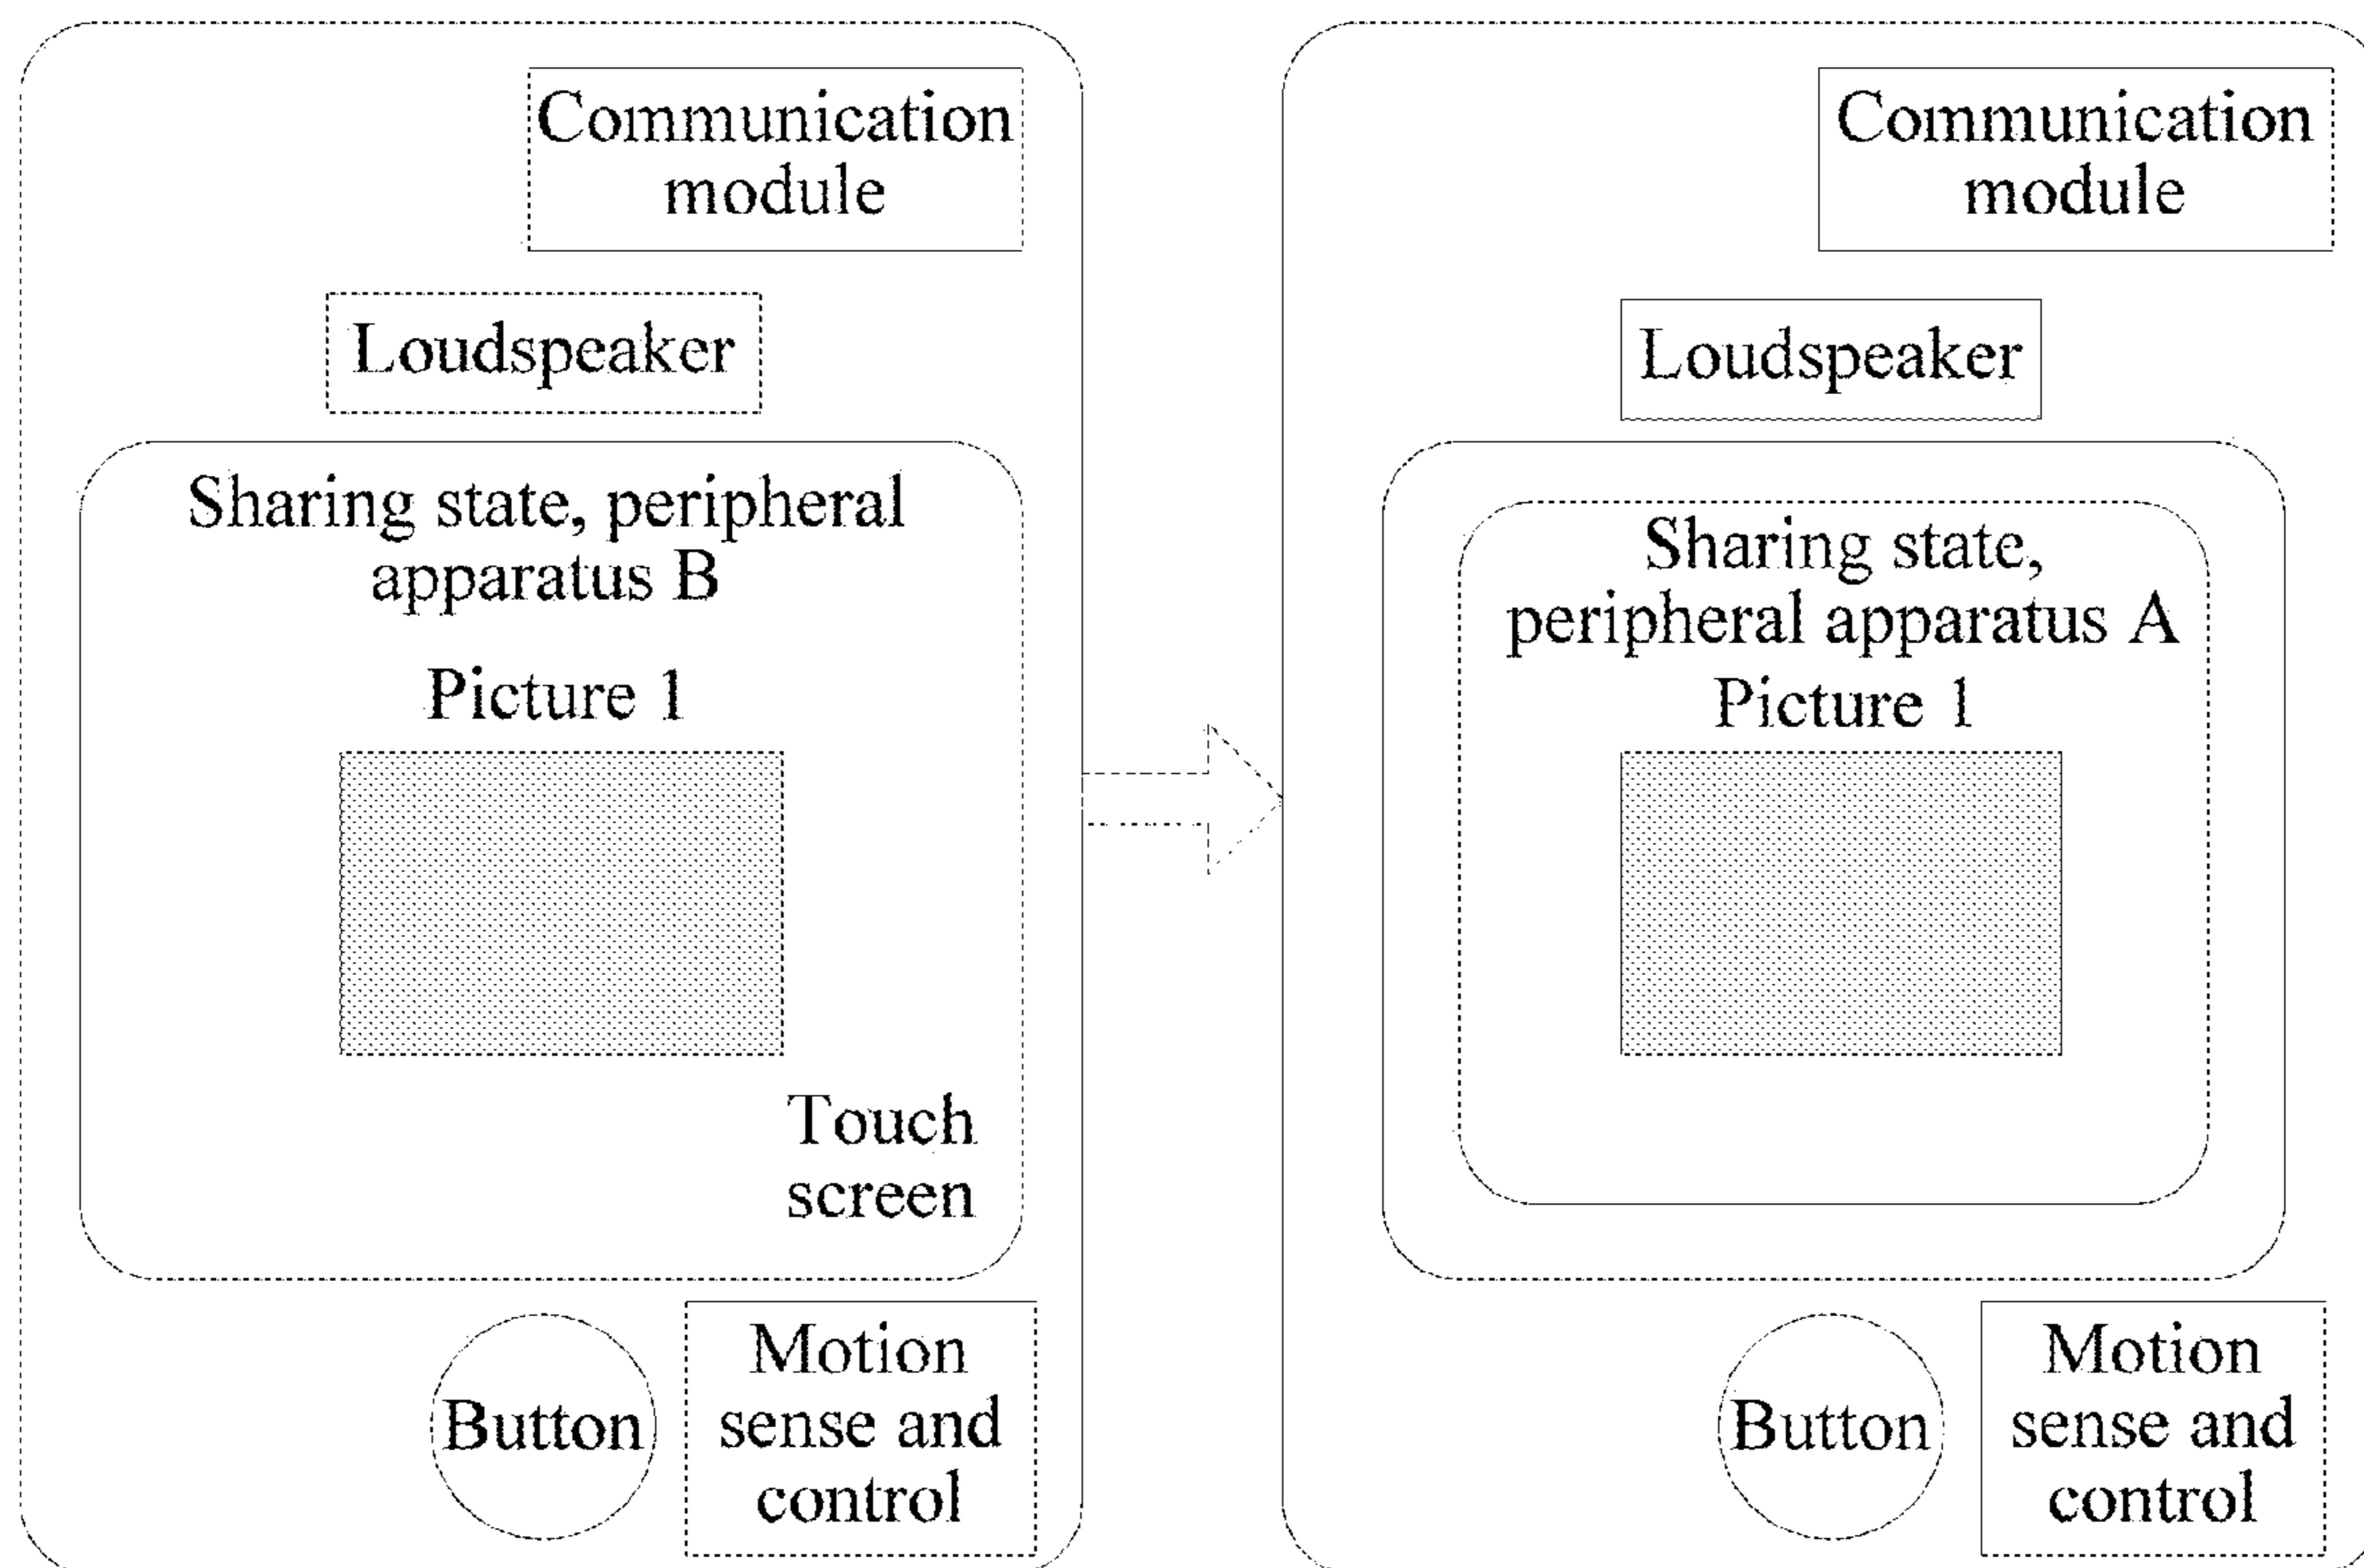 Communication
module
Loudspeaker
Sharing state, peripheral
apparatus B
Picture 1
Touch
screen
Button
Motion
sense and
control
Communication
module
Loudspeaker
Sharing state,
peripheral apparatus A
Picture 1
Button
Motion
sense and
control